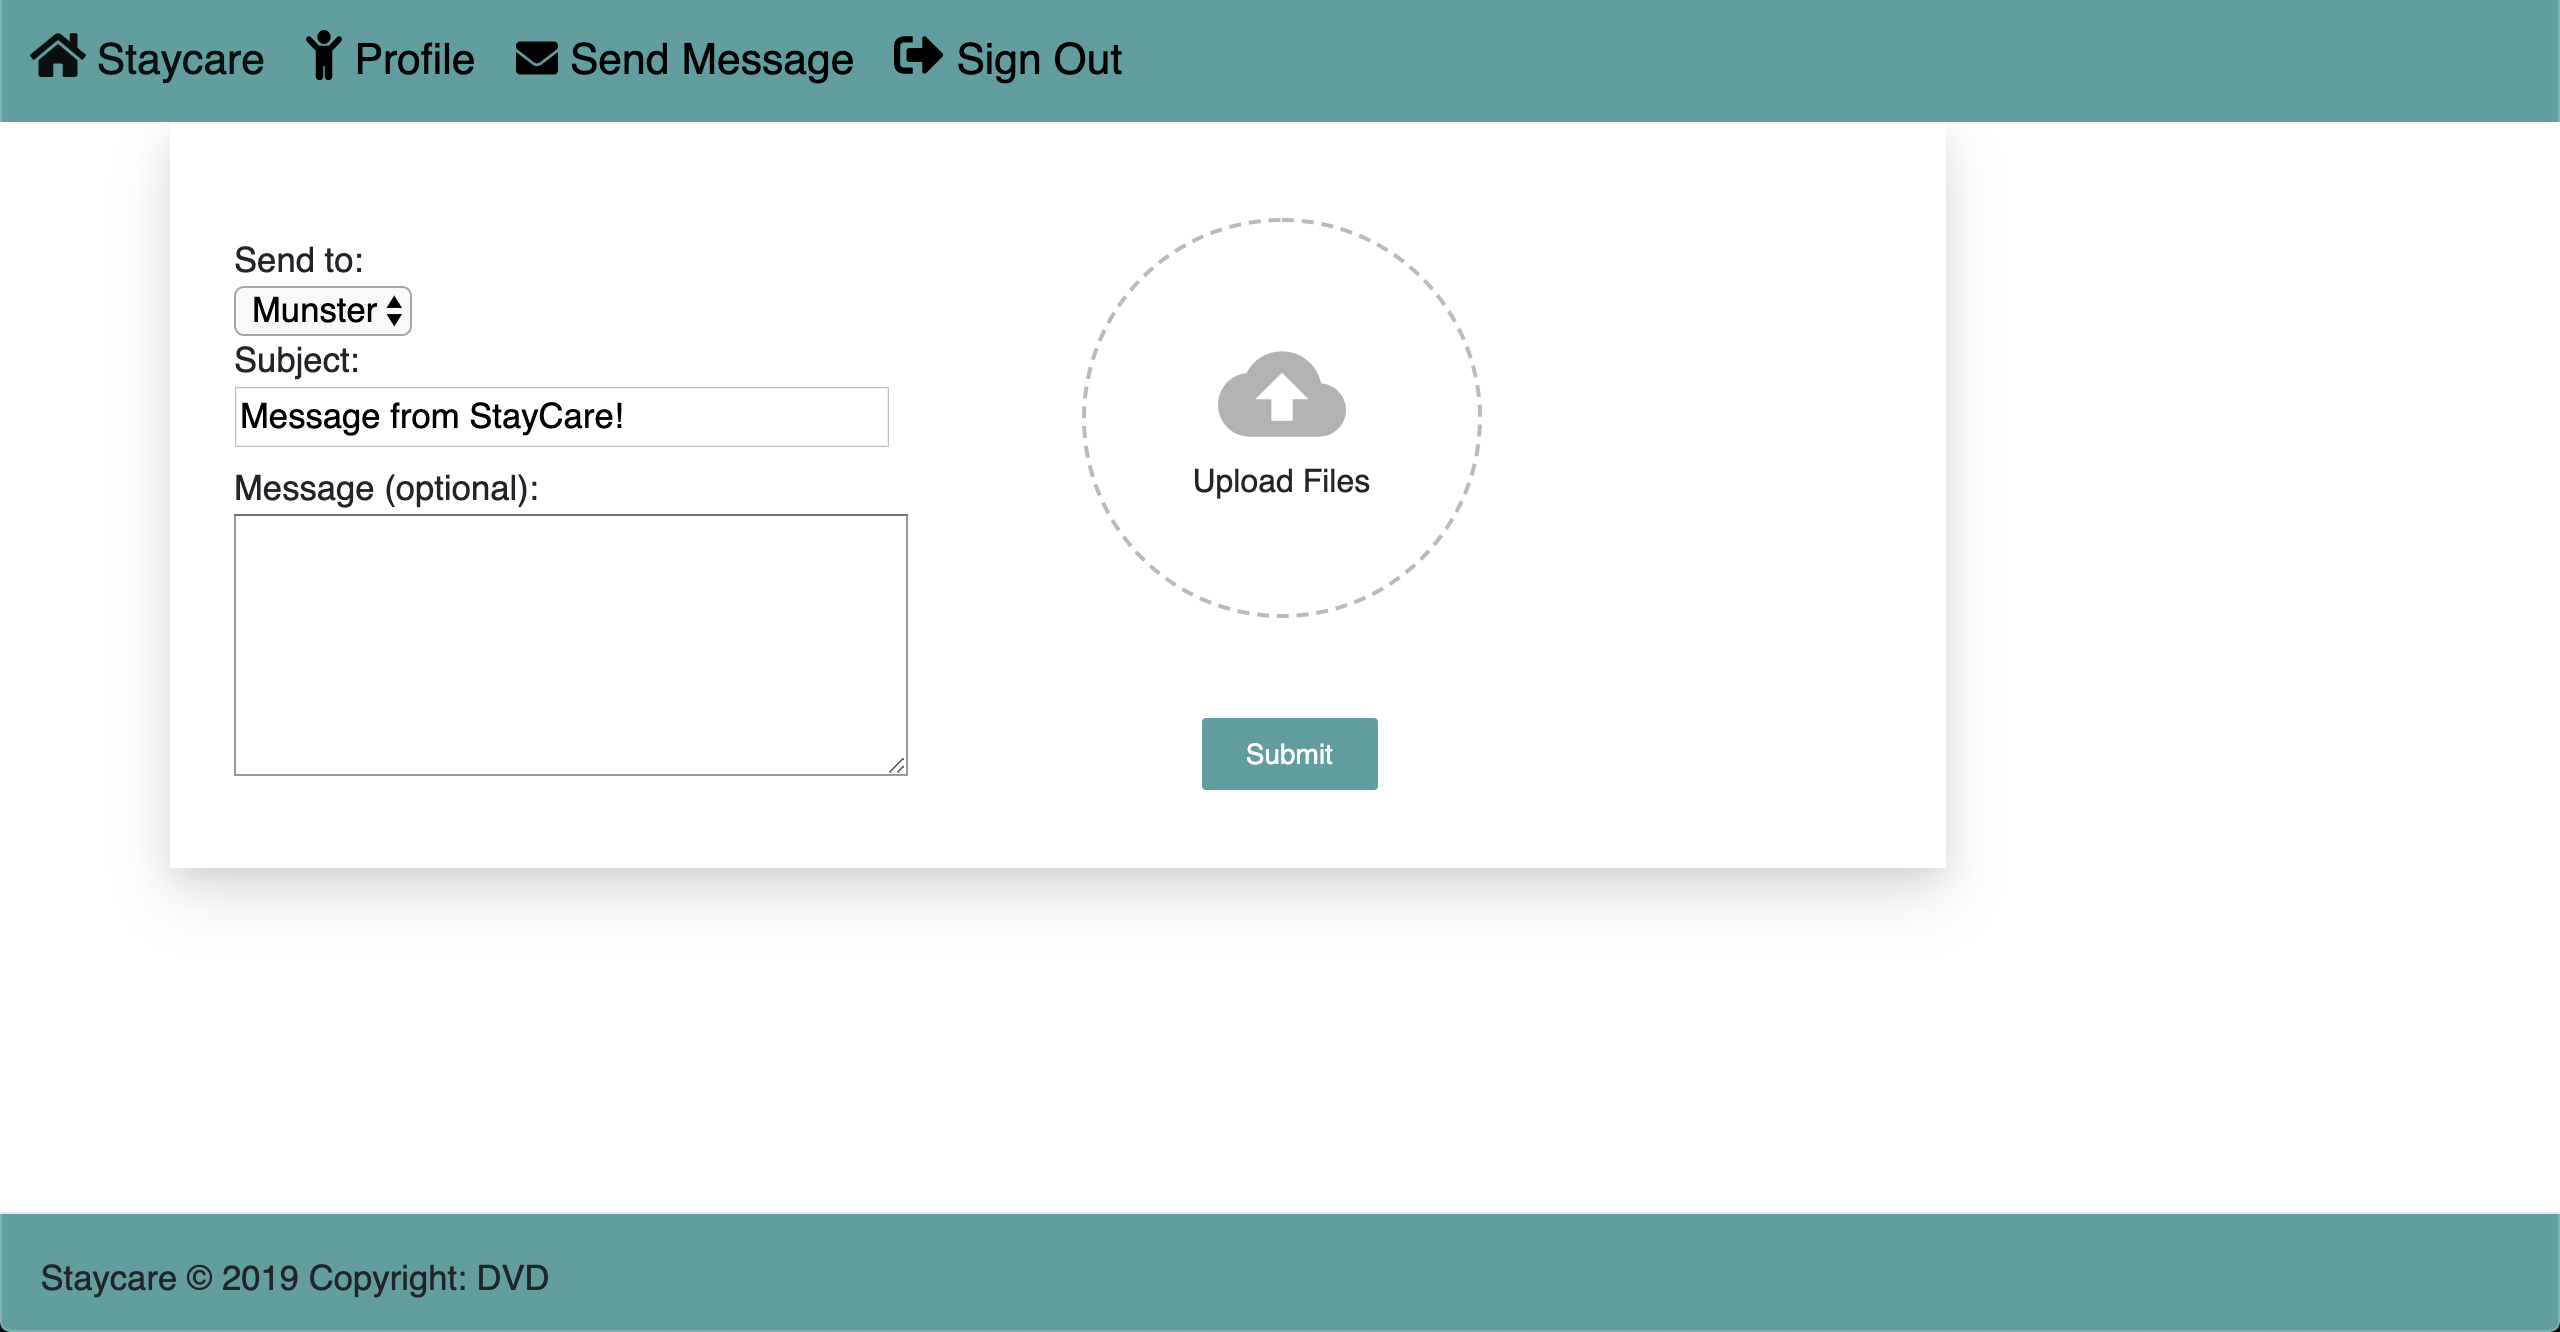 Staycare Profile Send Message Sign Out
Send to:
Munster
Subject:
Message from StayCare!
Message (optional):
Upload Files
Submit
Staycare © 2019 Copyright: DVD